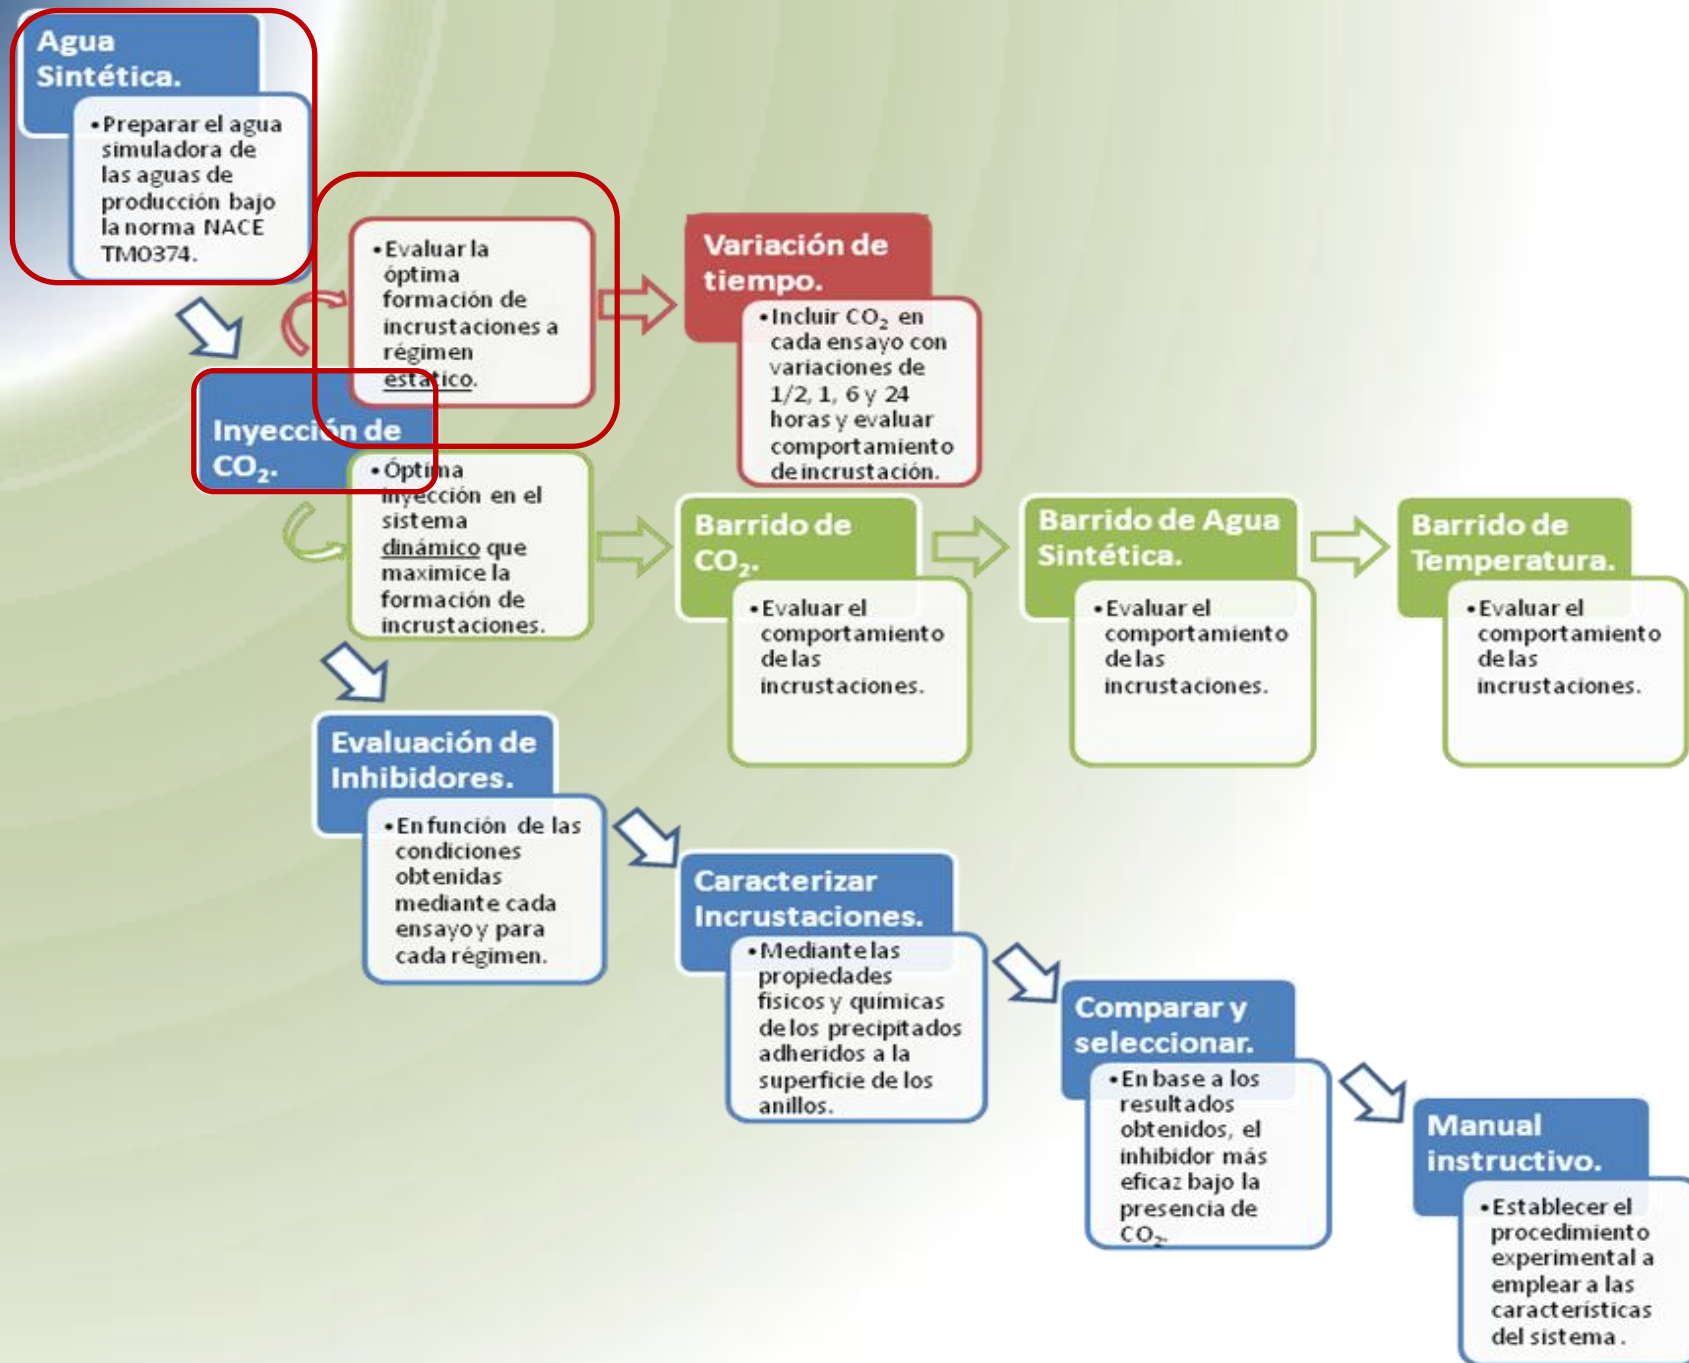 Agua
Sintética.
•Preparar el agua
simuladora de
las aguas de
producción bajo
la norma NACE
TM0374.
•Evaluar la
óptima
formación de
incrustaciones a
régimen
estático.
Variación de
tiempo.
•Incluir CO₂ en
cada ensayo con
variaciones de
1/2, 1, 6 y 24
horas y evaluar
comportamiento
de incrustación.
Inyección de
CO₂.
•Óptima
inyección en el
sistema
dinámico que
maximice la
formación de
incrustaciones.
Barrido de
CO₂.
•Evaluar el
comportamiento
de las
incrustaciones.
Barrido de Agua
Sintética.
•Evaluar el
comportamiento
de las
incrustaciones.
Barrido de
Temperatura.
•Evaluar el
comportamiento
de las
incrustaciones.
Evaluación de
Inhibidores.
•En función de las
condiciones
obtenidas
mediante cada
ensayo y para
cada régimen.
Caracterizar
Incrustaciones.
•Mediante las
propiedades
físicos y químicas
de los precipitados
adheridos a la
superficie de los
anillos.
Comparar y
seleccionar.
•En base a los
resultados
obtenidos, el
inhibidor más
eficaz bajo la
presencia de
CO₂.
Manual
instructivo.
•Establecer el
procedimiento
experimental a
emplear a las
características
del sistema.